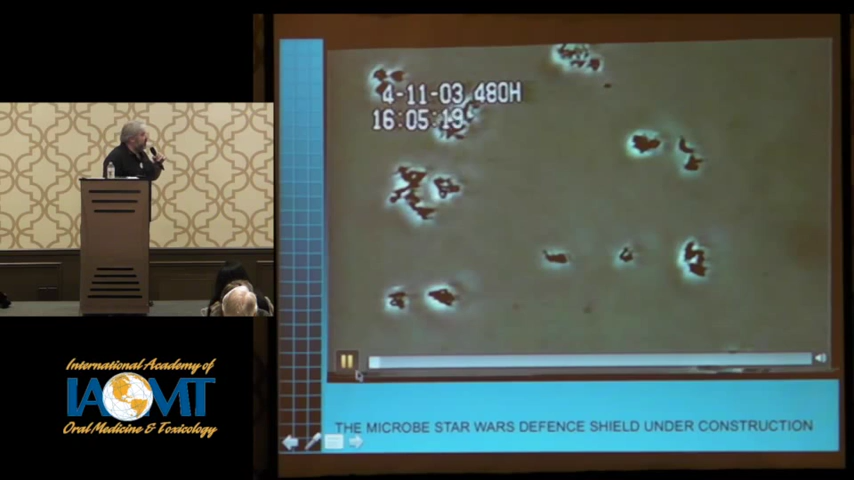 4-11-03 480H
16:05:19
International Academy of
IAOMT
Oral Medicine & Toxicology
THE MICROBE STAR WARS DEFENCE SHIELD UNDER CONSTRUCTION